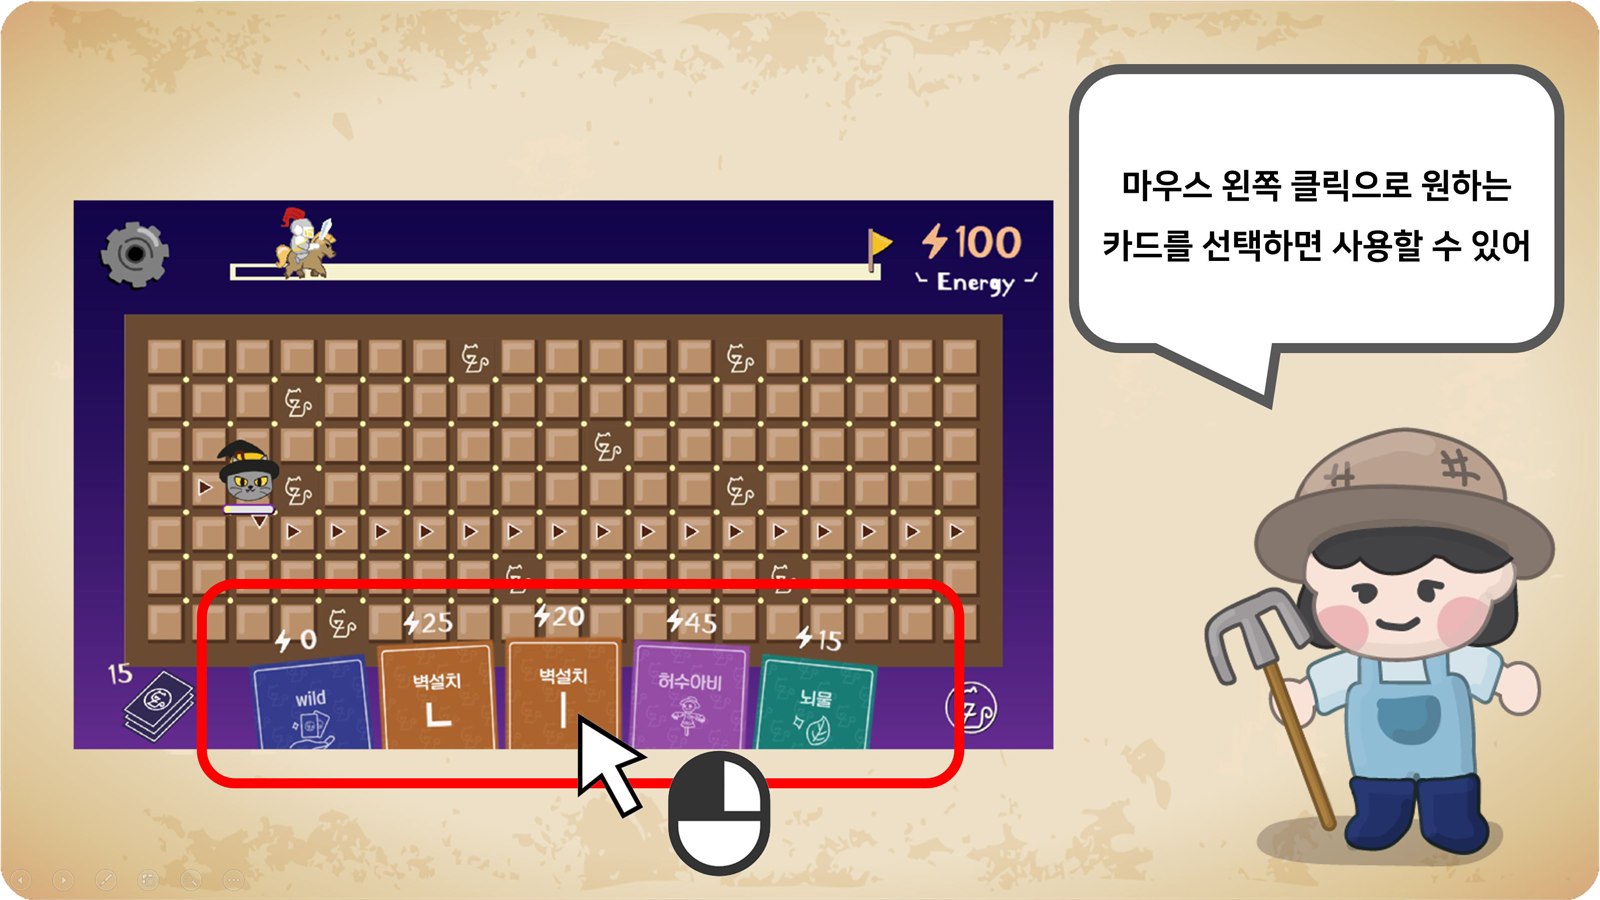 마우스 왼쪽 클릭으로 원하는
카드를 선택하면 사용할 수 있어
100
Energy
0
25
20
45
15
15
wild
벽설치
ㄴ
벽설치
ㅣ
허수아비
뇌물